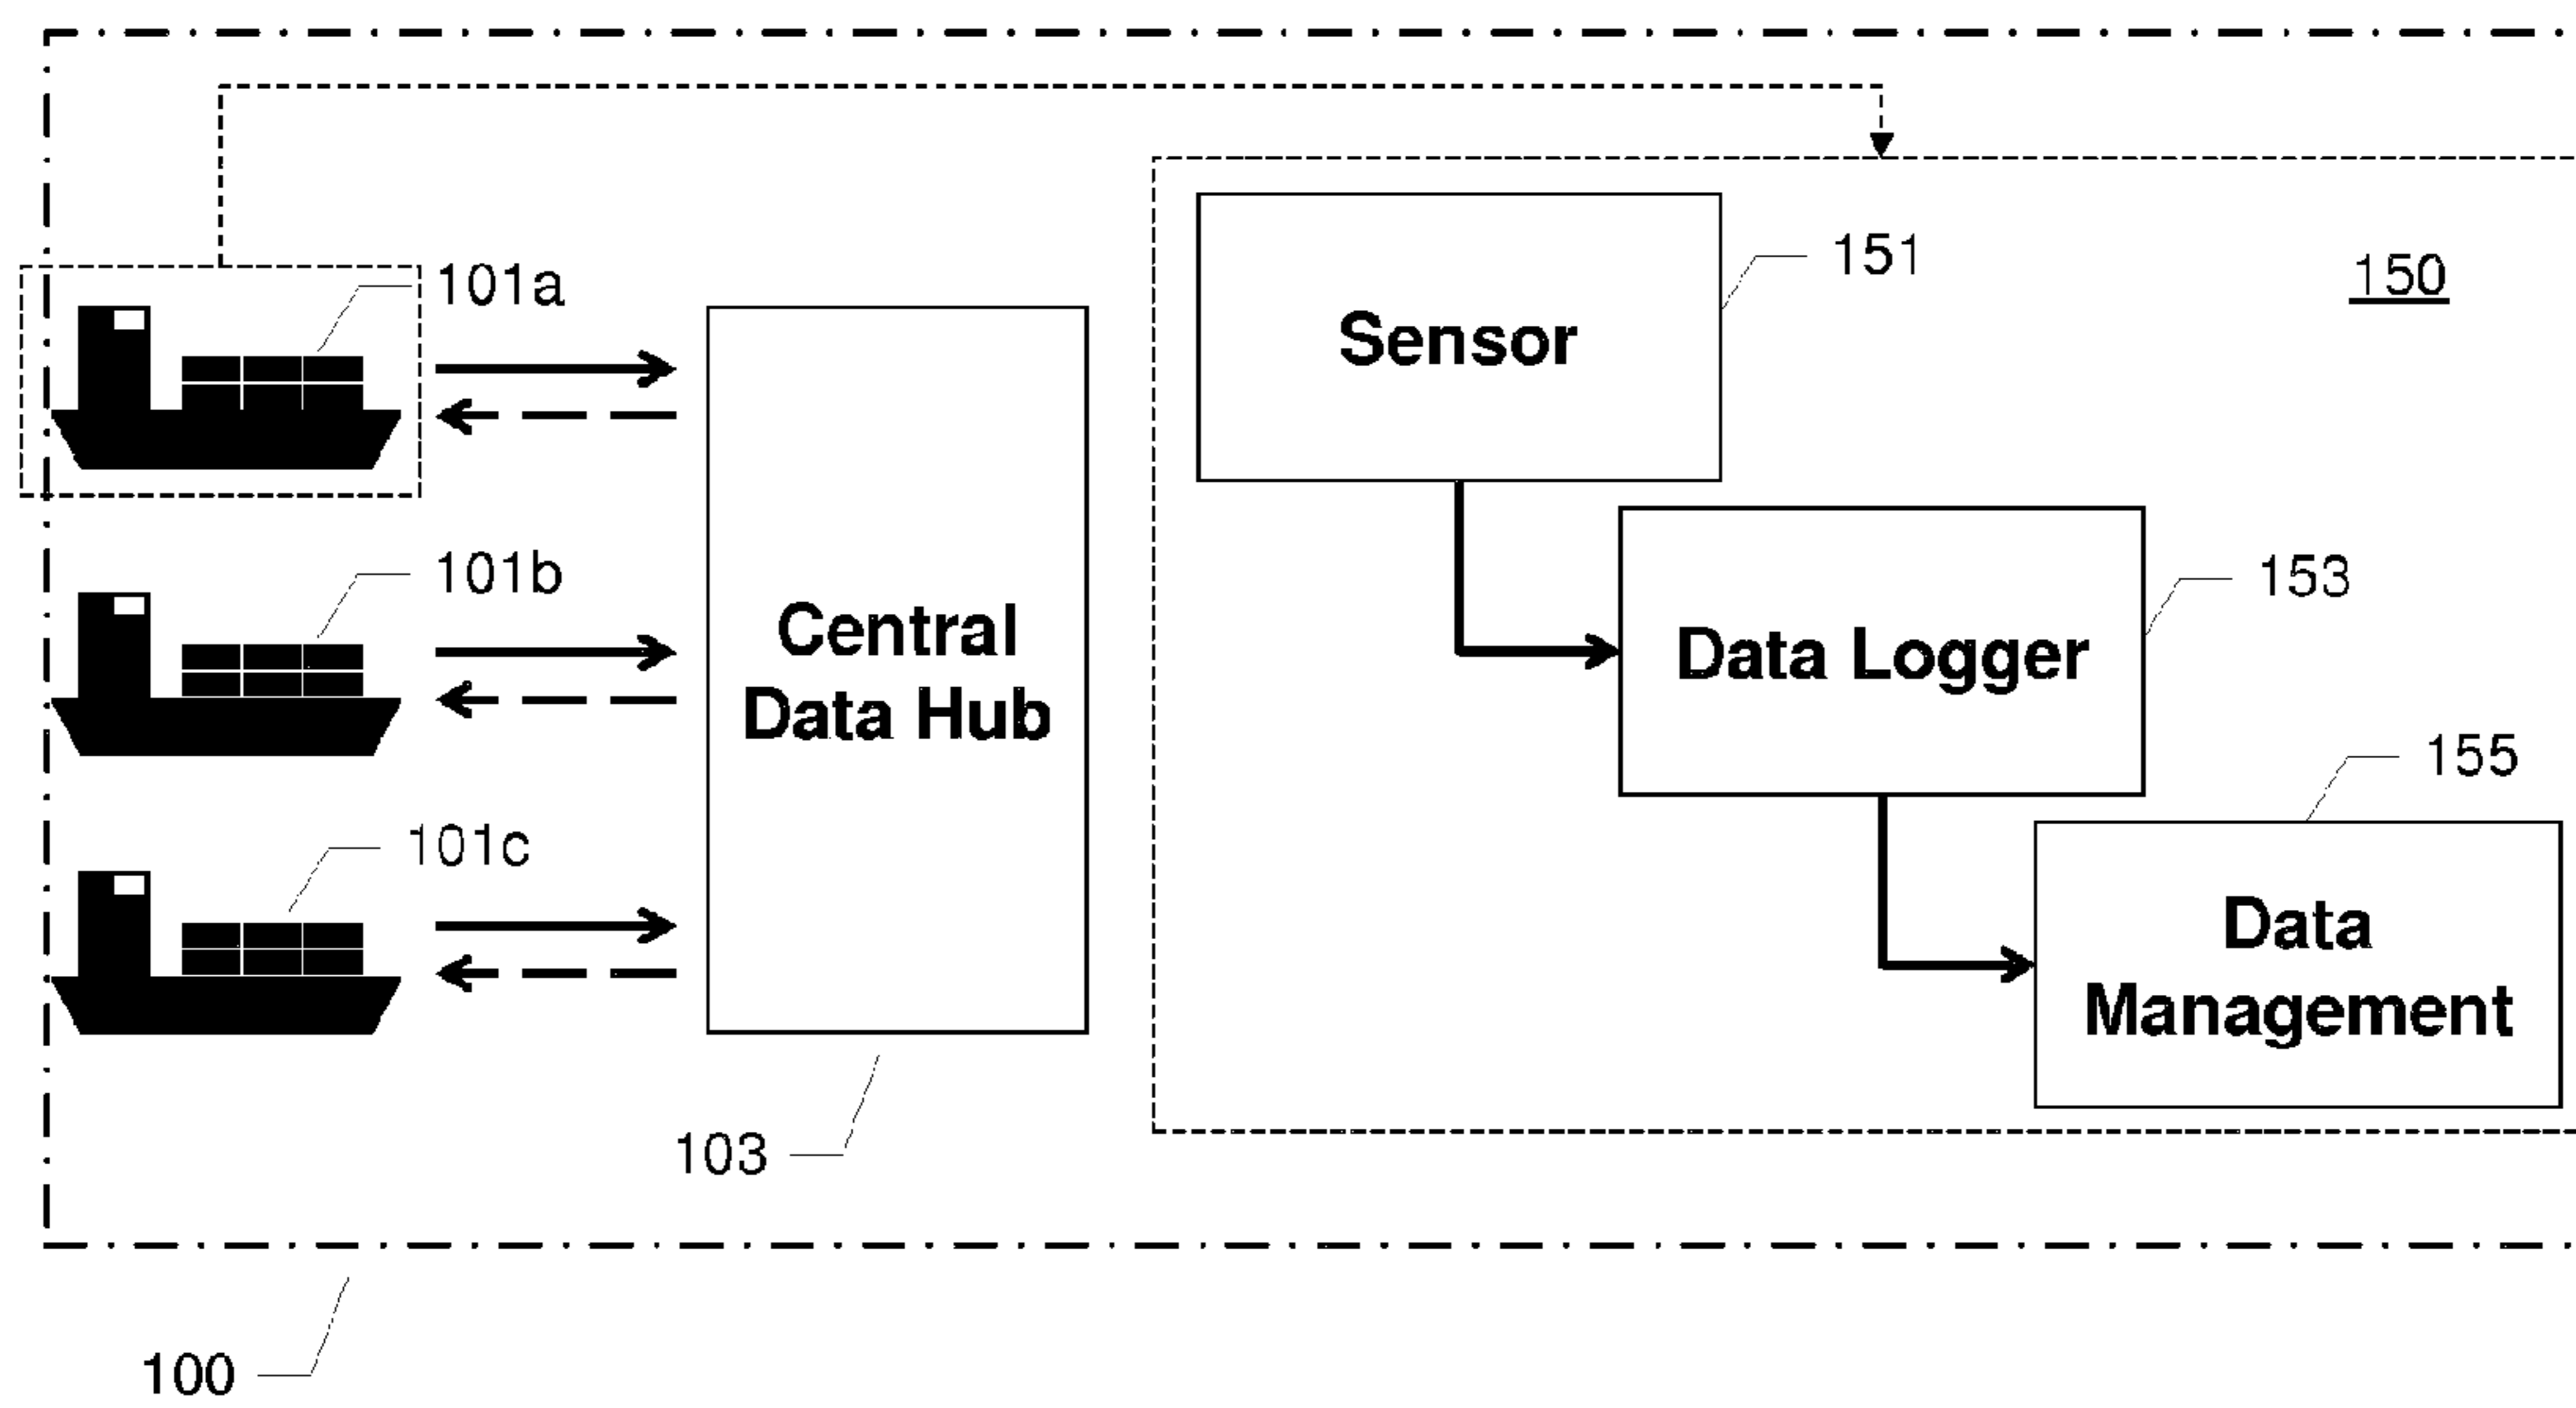 151
150
101a
Sensor
101b
153
Central
Data Hub
Data Logger
155
101c
Data
Management
103
100